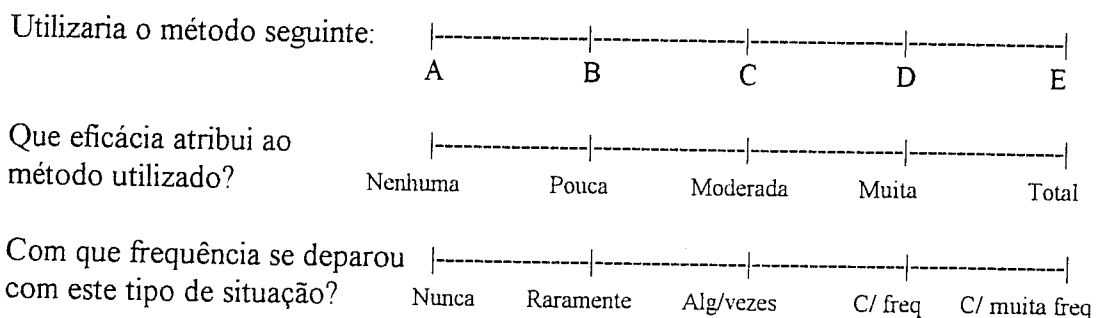 Utilizaria o método seguinte:
A B C D E
Que eficácia atribui ao
método utilizado?
Nenhuma Pouca Moderada Muita Total
Com que frequência se deparou
com este tipo de situação?
Nunca Raramente Alg/vezes C/ freq C/ muita freq